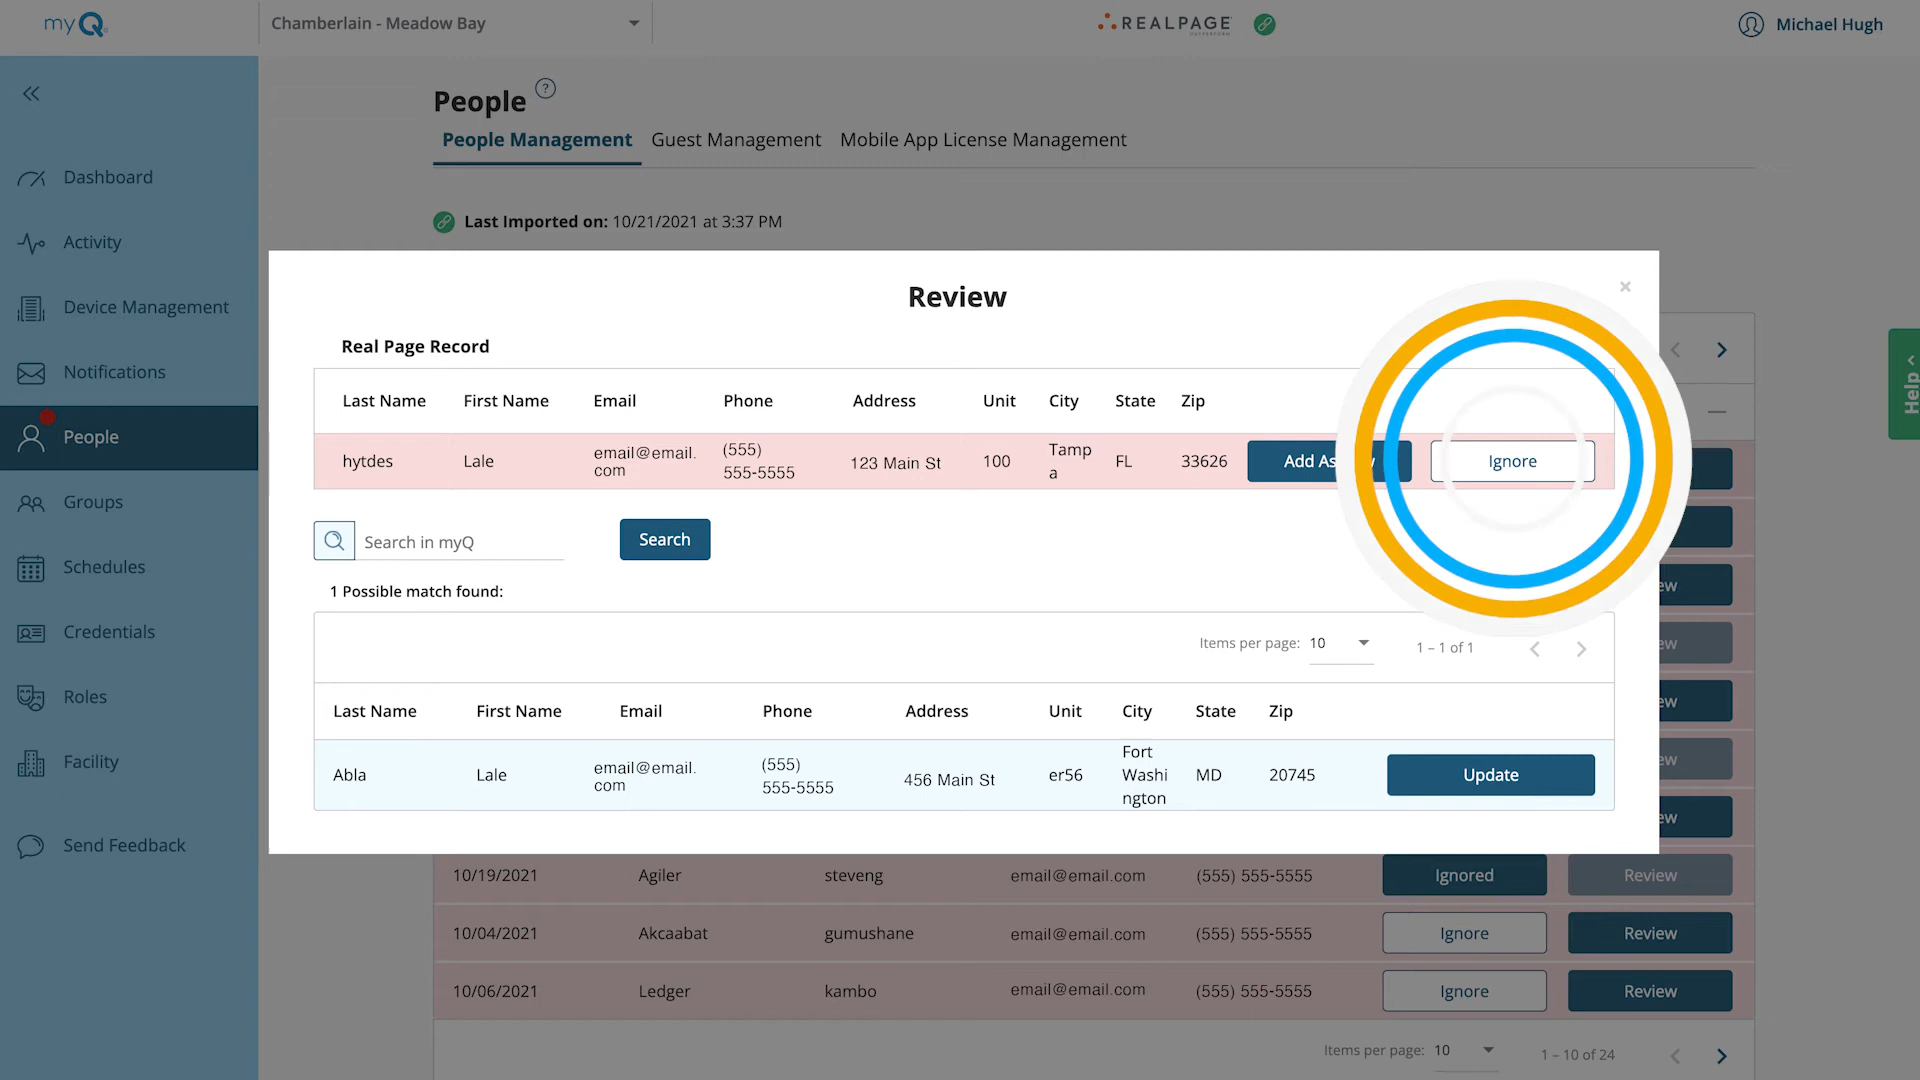 myQ
Chamberlain - Meadow Bay
REALPAGE
Michael Hugh
People ?
People Management Guest Management Mobile App License Management
Last Imported on: 10/21/2021 at 3:37 PM
Dashboard
Activity
Device Management
Notifications
People
Groups
Schedules
Credentials
Roles
Facility
Send Feedback
Help
Review ×
Real Page Record
Last Name First Name Email Phone Address Unit City State Zip
hytdes Lale email@email.com (555) 555-5555 123 Main St 100 Tampa FL 33626 Add As Ignore
Search in myQ Search
1 Possible match found:
Items per page: 10 1 – 1 of 1
Last Name First Name Email Phone Address Unit City State Zip
Abla Lale email@email.com (555) 555-5555 456 Main St er56 Fort Washington MD 20745 Update
10/19/2021 Agiler steveng email@email.com (555) 555-5555 Ignored Review
10/04/2021 Akcaabat gumushane email@email.com (555) 555-5555 Ignore Review
10/06/2021 Ledger kambo email@email.com (555) 555-5555 Ignore Review
Items per page: 10 1 – 10 of 24